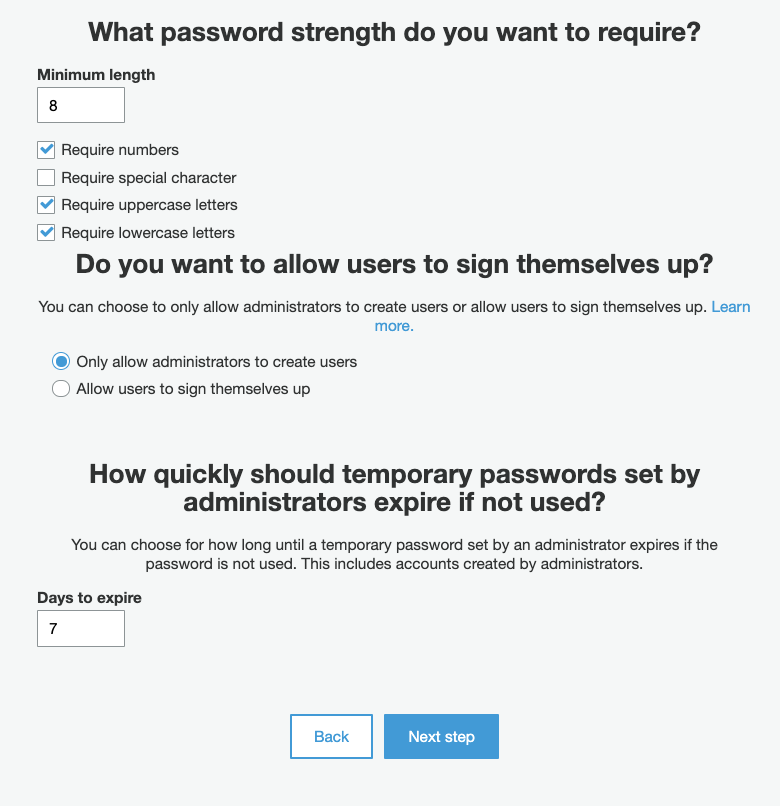 What password strength do you want to require?
Minimum length
8
Require numbers
Require special character
Require uppercase letters
Require lowercase letters
Do you want to allow users to sign themselves up?
You can choose to only allow administrators to create users or allow users to sign themselves up. Learn
more.
Only allow administrators to create users
Allow users to sign themselves up
How quickly should temporary passwords set by
administrators expire if not used?
You can choose for how long until a temporary password set by an administrator expires if the
password is not used. This includes accounts created by administrators.
Days to expire
7
Back
Next step